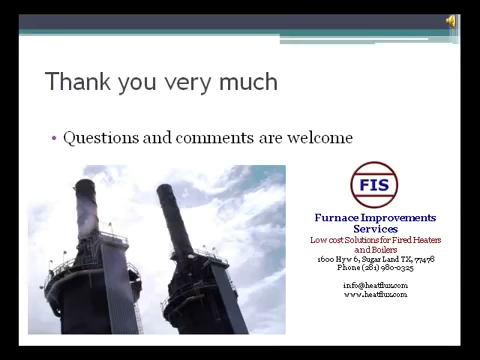 Thank you very much
• Questions and comments are welcome
FIS
Furnace Improvements
Services
Low cost Solutions for Fired Heaters
and Boilers
1600 Hyw 6, Sugar Land TX, 77478
Phone (281) 980-0325
info@heatflux.com
www.heatflux.com